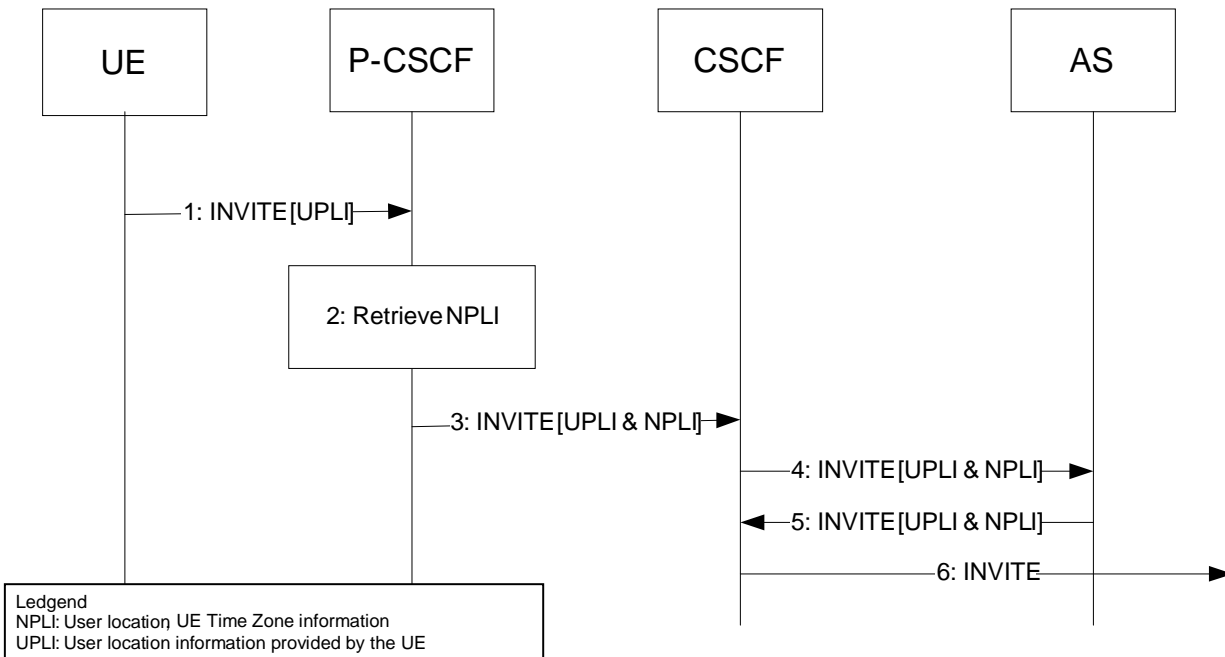 UE
P-CSCF
CSCF
AS
1: INVITE[UPLI]
2: Retrieve NPLI
3: INVITE[UPLI & NPLI]
4: INVITE[UPLI & NPLI]
5: INVITE[UPLI & NPLI]
6: INVITE
Ledgend
NPLI: User location, UE Time Zone information
UPLI: User location information provided by the UE